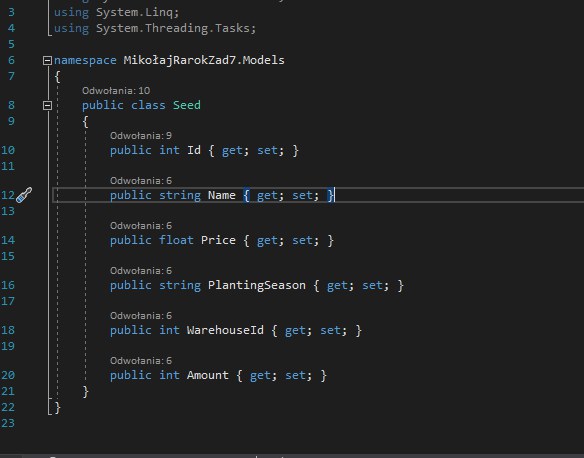 3 using System.Linq;
4 using System.Threading.Tasks;
5
6 namespace MikołajRarokZad7.Models
7 {
Odwołania: 10
8 public class Seed
9 {
Odwołania: 9
10 public int Id { get; set; }
11
Odwołania: 6
12 public string Name { get; set; }
13
Odwołania: 6
14 public float Price { get; set; }
15
Odwołania: 6
16 public string PlantingSeason { get; set; }
17
Odwołania: 6
18 public int WarehouseId { get; set; }
19
Odwołania: 6
20 public int Amount { get; set; }
21 }
22 }
23